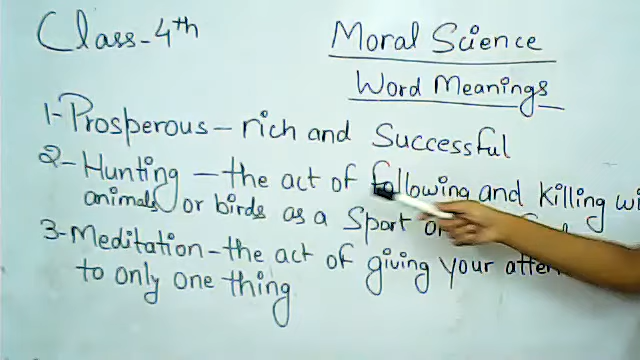 Class-4th
Moral Science
Word Meanings
1-Prosperous - rich and Successful
2- Hunting - the act of following and killing
animals or birds as a Sport or
3-Meditation - the act of giving your
to only one thing